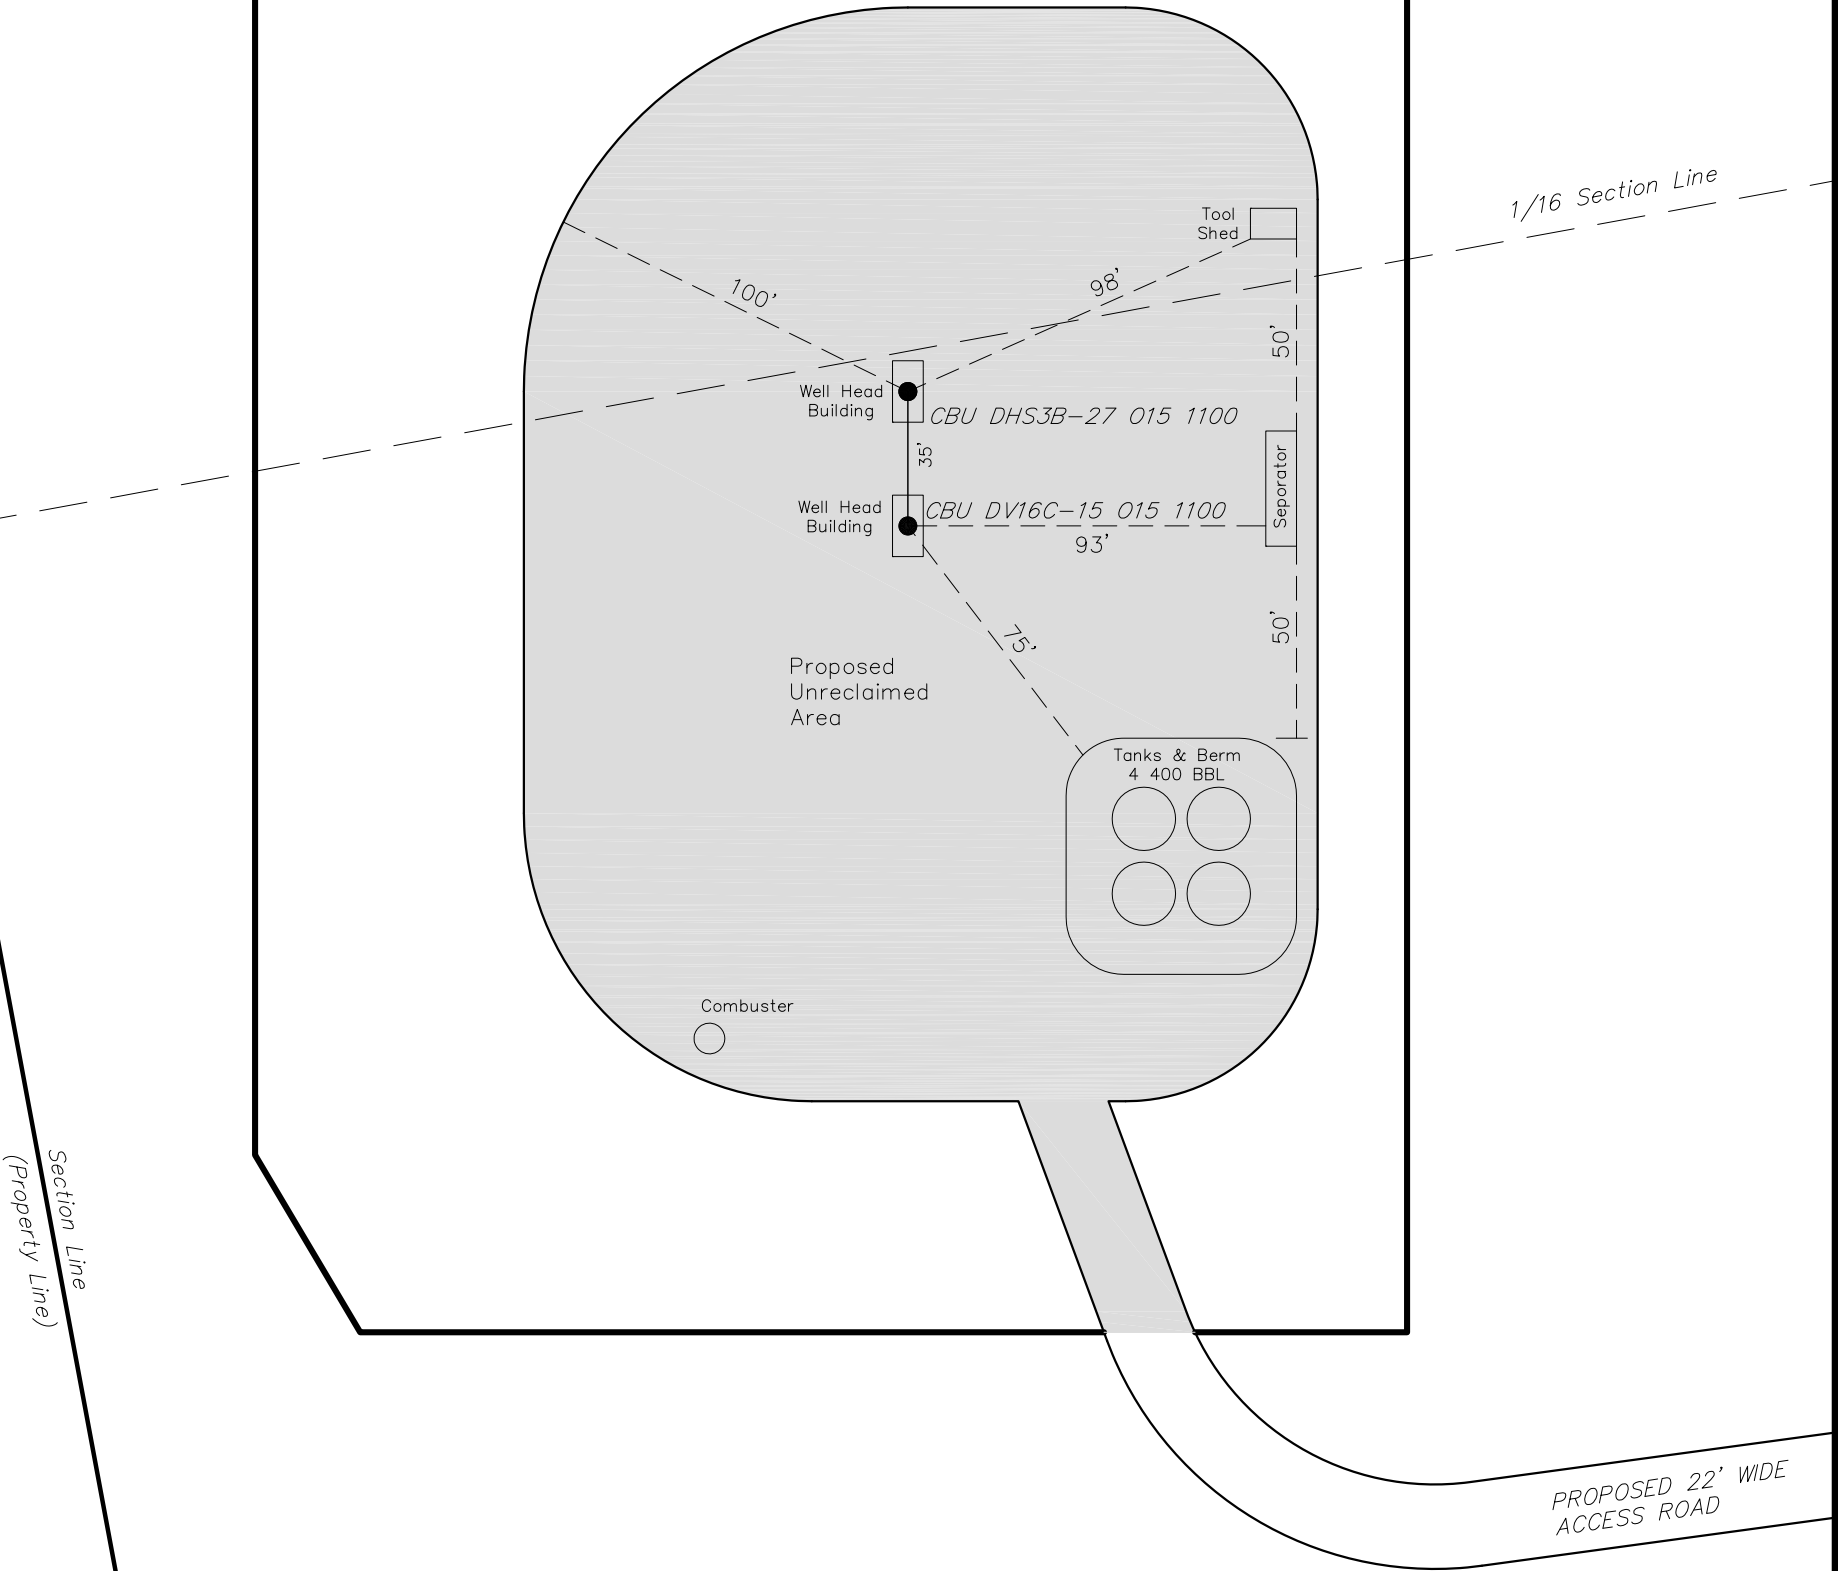 1/16 Section Line
Tool
Shed
100'
98'
50'
Well Head
Building
CBU DHS3B-27 O15 1100
35'
Seporator
Well Head
Building
CBU DV16C-15 O15 1100
93'
50'
75'
Proposed
Unreclaimed
Area
Tanks & Berm
4 400 BBL
Combuster
Section Line
(Property Line)
PROPOSED 22' WIDE
ACCESS ROAD